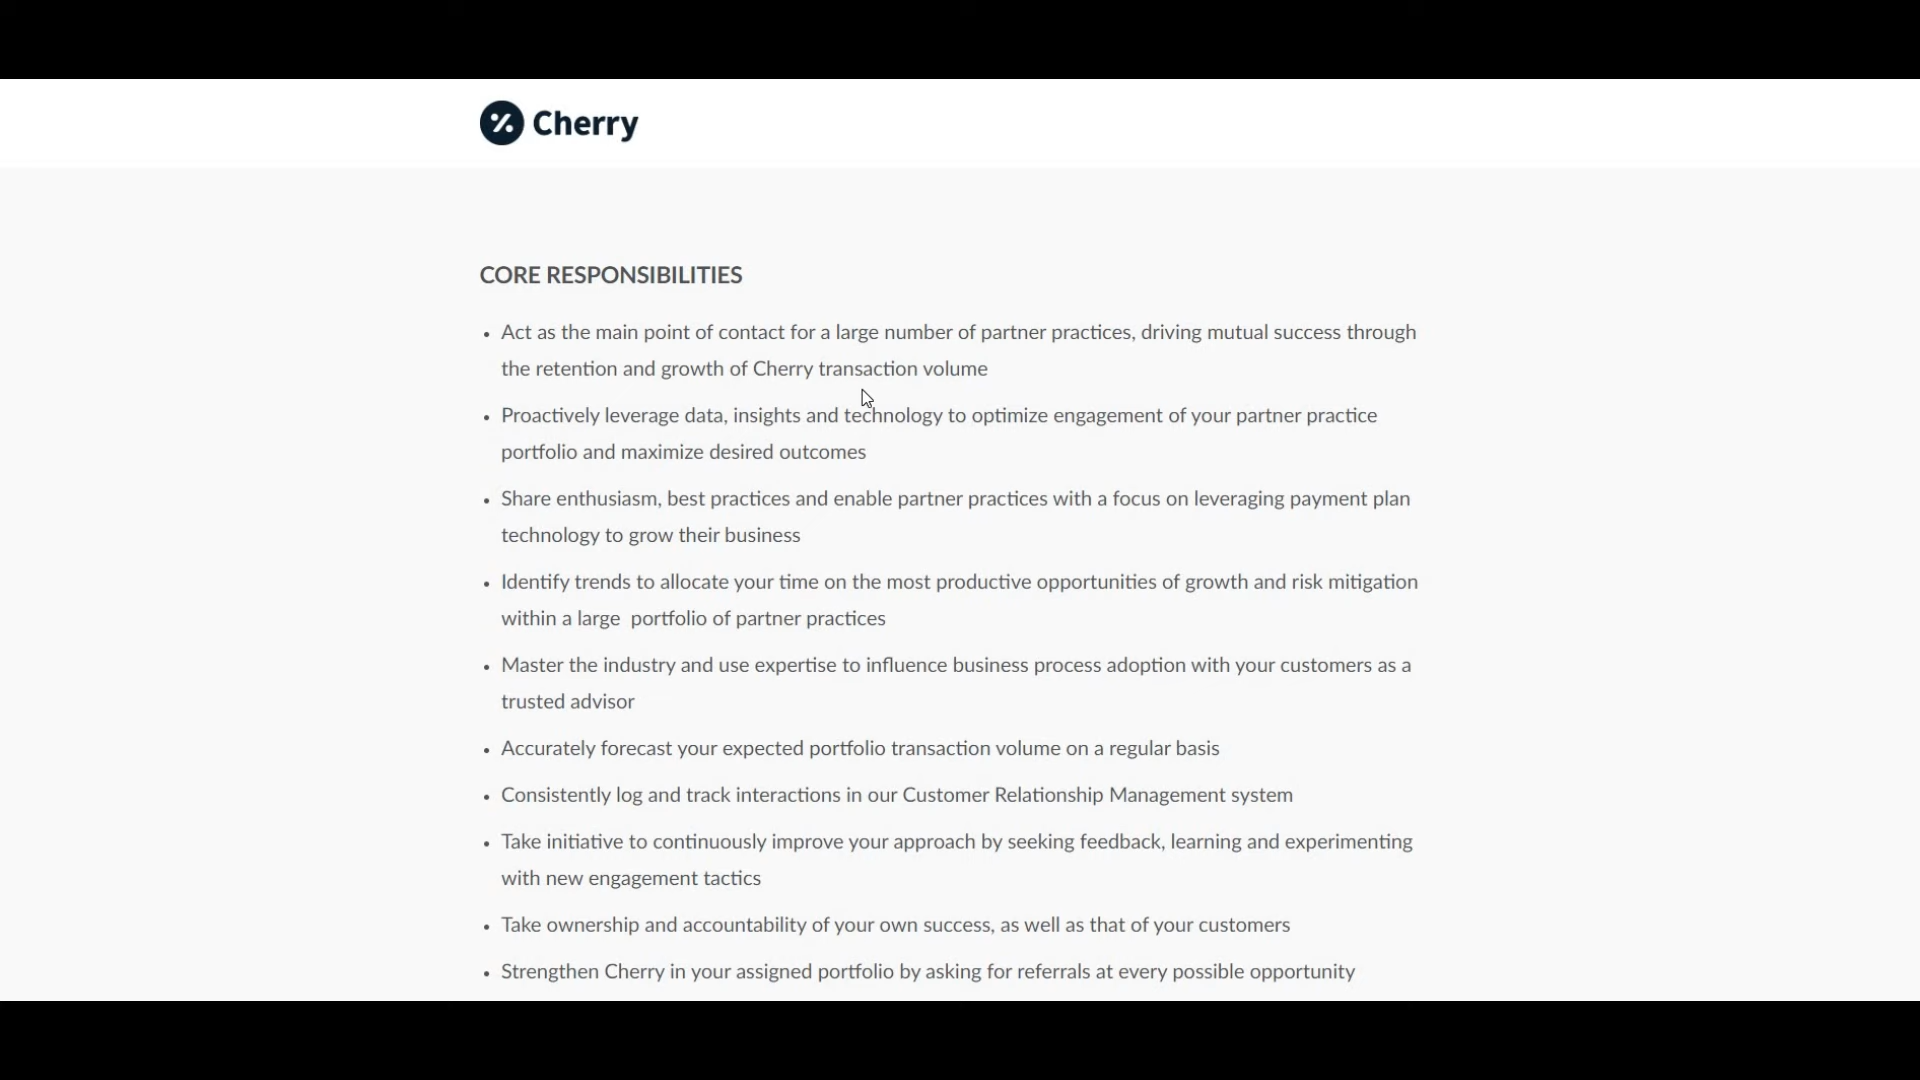 Cherry
CORE RESPONSIBILITIES
• Act as the main point of contact for a large number of partner practices, driving mutual success through
the retention and growth of Cherry transaction volume
• Proactively leverage data, insights and technology to optimize engagement of your partner practice
portfolio and maximize desired outcomes
• Share enthusiasm, best practices and enable partner practices with a focus on leveraging payment plan
technology to grow their business
• Identify trends to allocate your time on the most productive opportunities of growth and risk mitigation
within a large  portfolio of partner practices
• Master the industry and use expertise to influence business process adoption with your customers as a
trusted advisor
• Accurately forecast your expected portfolio transaction volume on a regular basis
• Consistently log and track interactions in our Customer Relationship Management system
• Take initiative to continuously improve your approach by seeking feedback, learning and experimenting
with new engagement tactics
• Take ownership and accountability of your own success, as well as that of your customers
• Strengthen Cherry in your assigned portfolio by asking for referrals at every possible opportunity